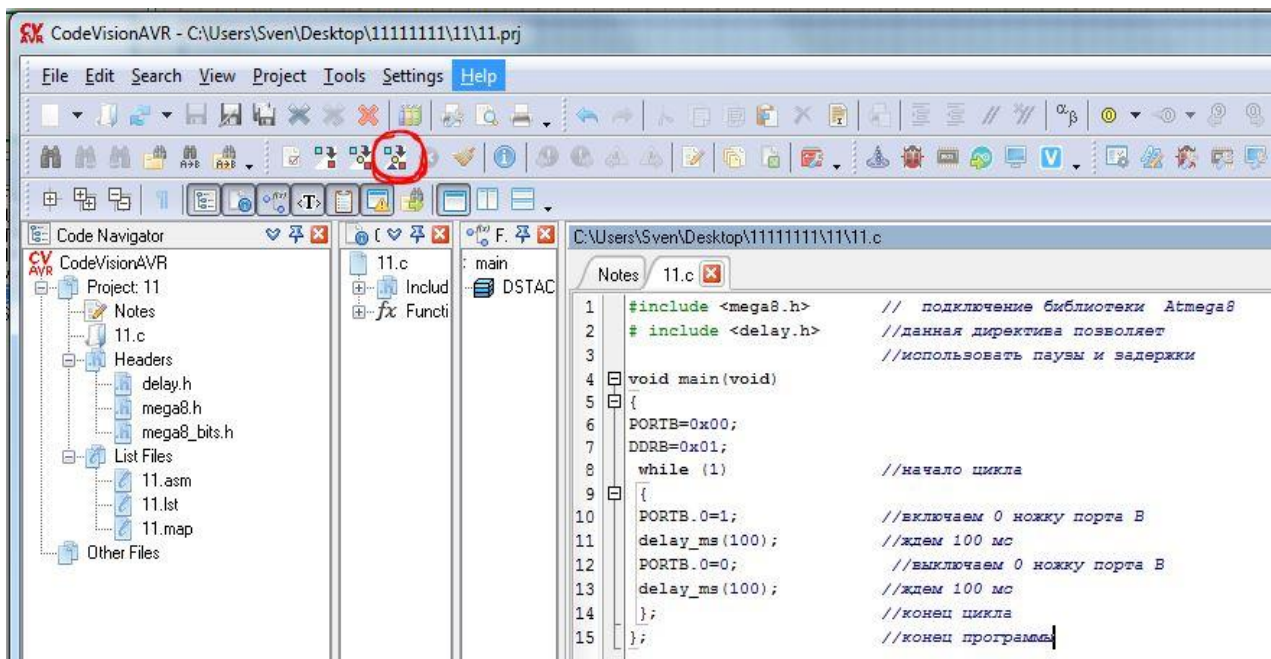 CodeVisionAVR - C:\Users\Sven\Desktop\11111111\11\11.prj
File Edit Search View Project Tools Settings Help
Code Navigator
CodeVisionAVR
Project: 11
Notes
11.c
Headers
delay.h
mega8.h
mega8_bits.h
List Files
11.asm
11.lst
11.map
Other Files
11.c
Includ
fx Functi
F.
main
DSTAC
C:\Users\Sven\Desktop\11111111\11\11.c
Notes 11.c
1 #include <mega8.h> // подключение библиотеки Atmega8
2 # include <delay.h> //данная директива позволяет
3 //использовать паузы и задержки
4 void main(void)
5 {
6 PORTB=0x00;
7 DDRB=0x01;
8 while (1) //начало цикла
9 {
10 PORTB.0=1; //включаем 0 ножку порта B
11 delay_ms(100); //ждем 100 мс
12 PORTB.0=0; //выключаем 0 ножку порта B
13 delay_ms(100); //ждем 100 мс
14 }; //конец цикла
15 }; //конец программы